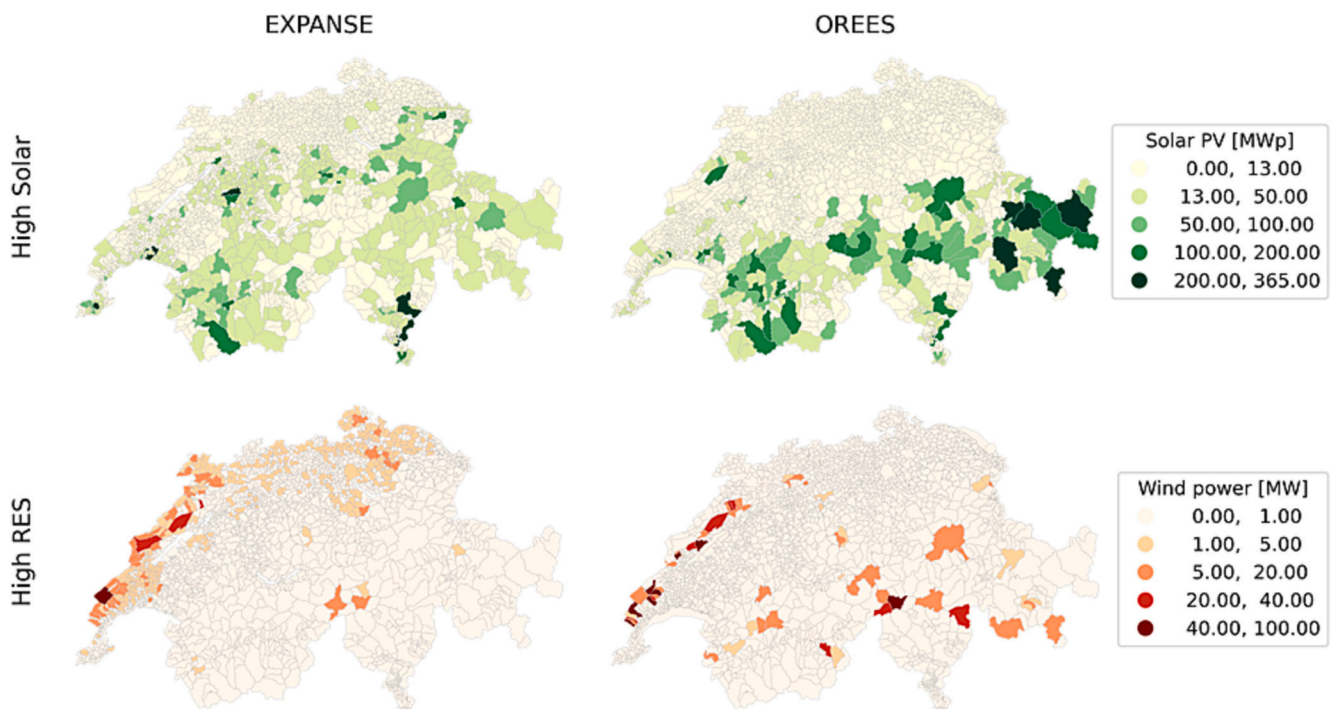 EXPANSE
OREES
High Solar
Solar PV [MWp]
0.00, 13.00
13.00, 50.00
50.00, 100.00
100.00, 200.00
200.00, 365.00
High RES
Wind power [MW]
0.00, 1.00
1.00, 5.00
5.00, 20.00
20.00, 40.00
40.00, 100.00